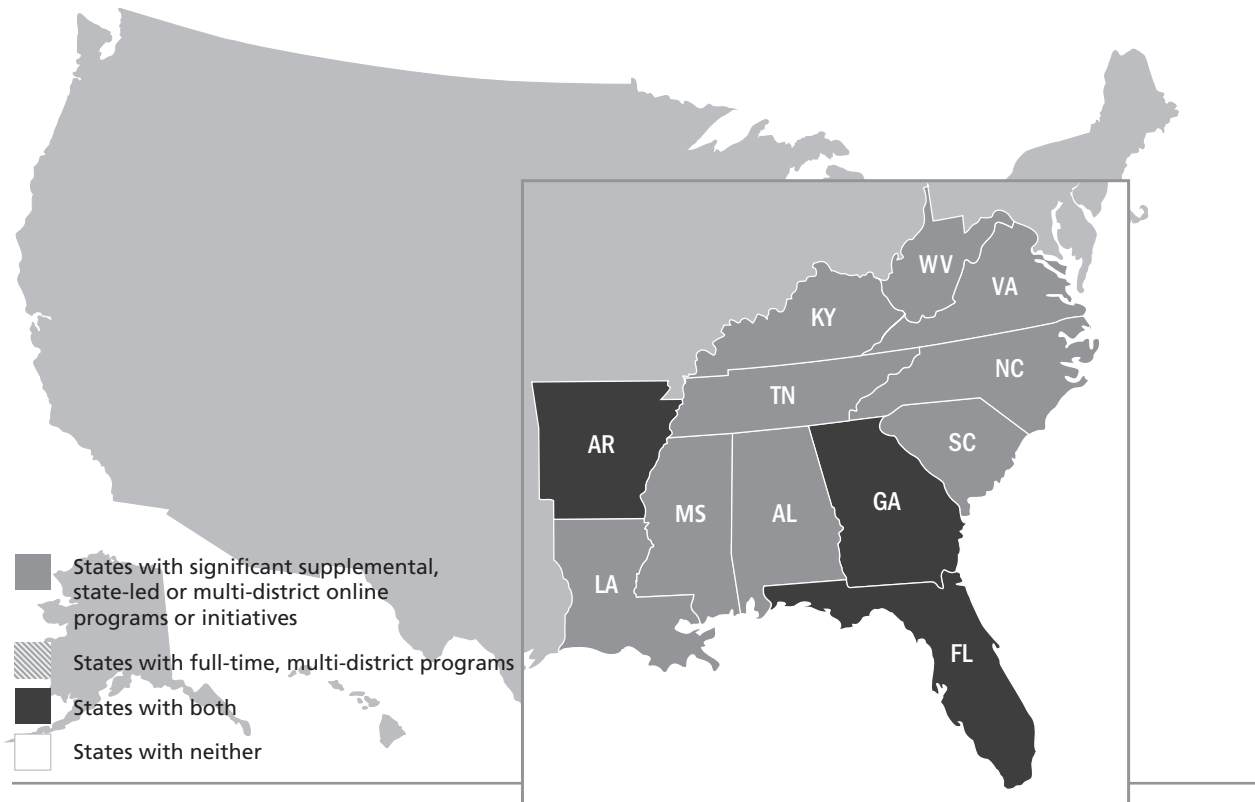 WV
VA
KY
NC
TN
AR
SC
GA
MS
AL
LA
FL
States with significant supplemental,
state-led or multi-district online
programs or initiatives
States with full-time, multi-district programs
States with both
States with neither